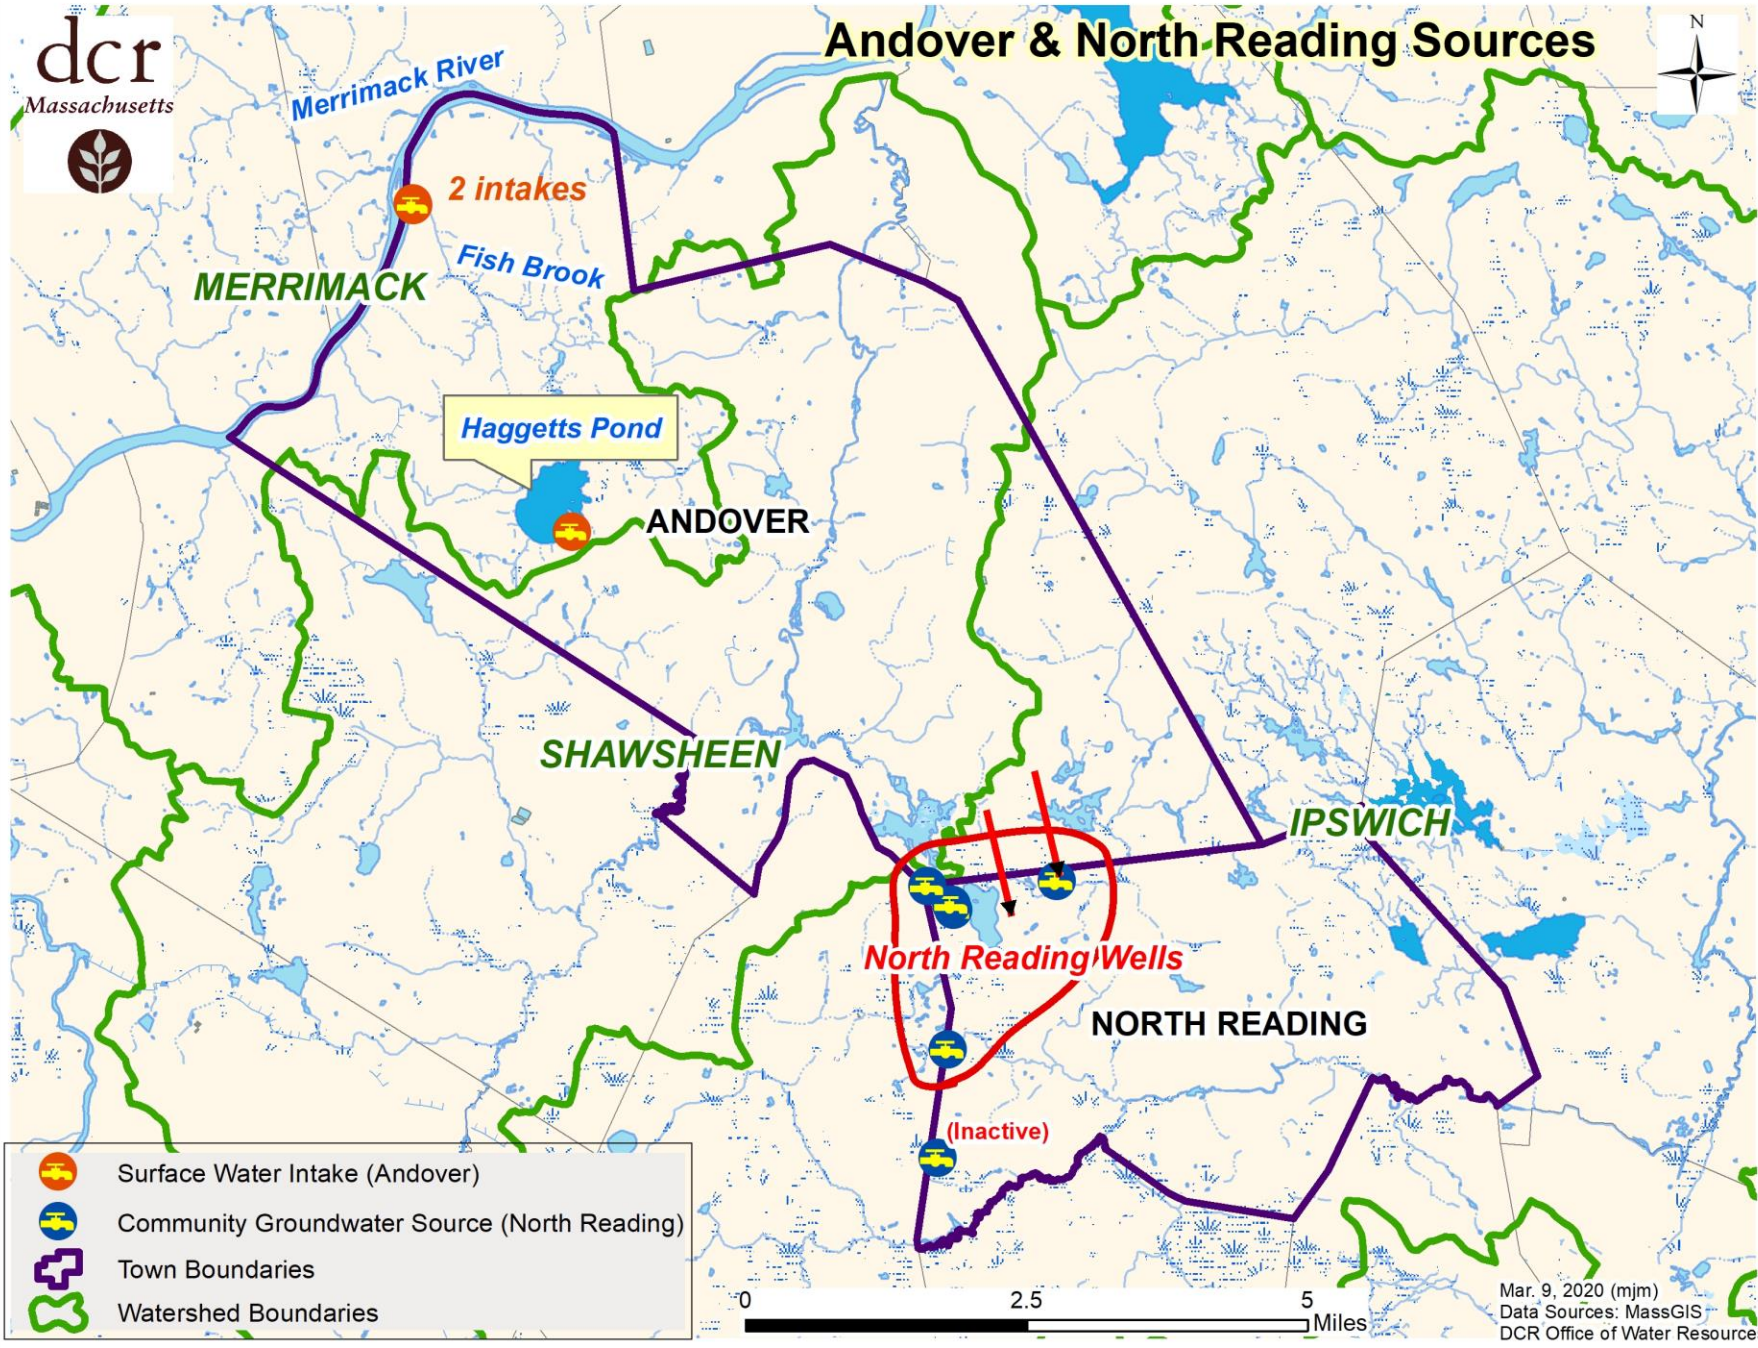 dcr
Massachusetts
Andover & North Reading Sources
N
Merrimack River
2 intakes
Fish Brook
MERRIMACK
Haggetts Pond
ANDOVER
SHAWSHEEN
IPSWICH
North Reading Wells
NORTH READING
(Inactive)
Surface Water Intake (Andover)
Community Groundwater Source (North Reading)
Town Boundaries
Watershed Boundaries
0 2.5 5
Miles
Mar. 9, 2020 (mjm)
Data Sources: MassGIS
DCR Office of Water Resource